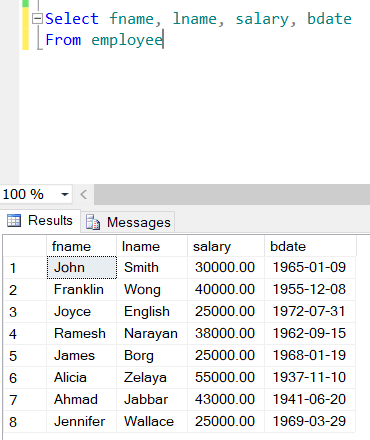 Select fname, lname, salary, bdate
From employee
100 %
Results Messages
fname lname salary bdate
1 John Smith 30000.00 1965-01-09
2 Franklin Wong 40000.00 1955-12-08
3 Joyce English 25000.00 1972-07-31
4 Ramesh Narayan 38000.00 1962-09-15
5 James Borg 25000.00 1968-01-19
6 Alicia Zelaya 55000.00 1937-11-10
7 Ahmad Jabbar 43000.00 1941-06-20
8 Jennifer Wallace 25000.00 1969-03-29